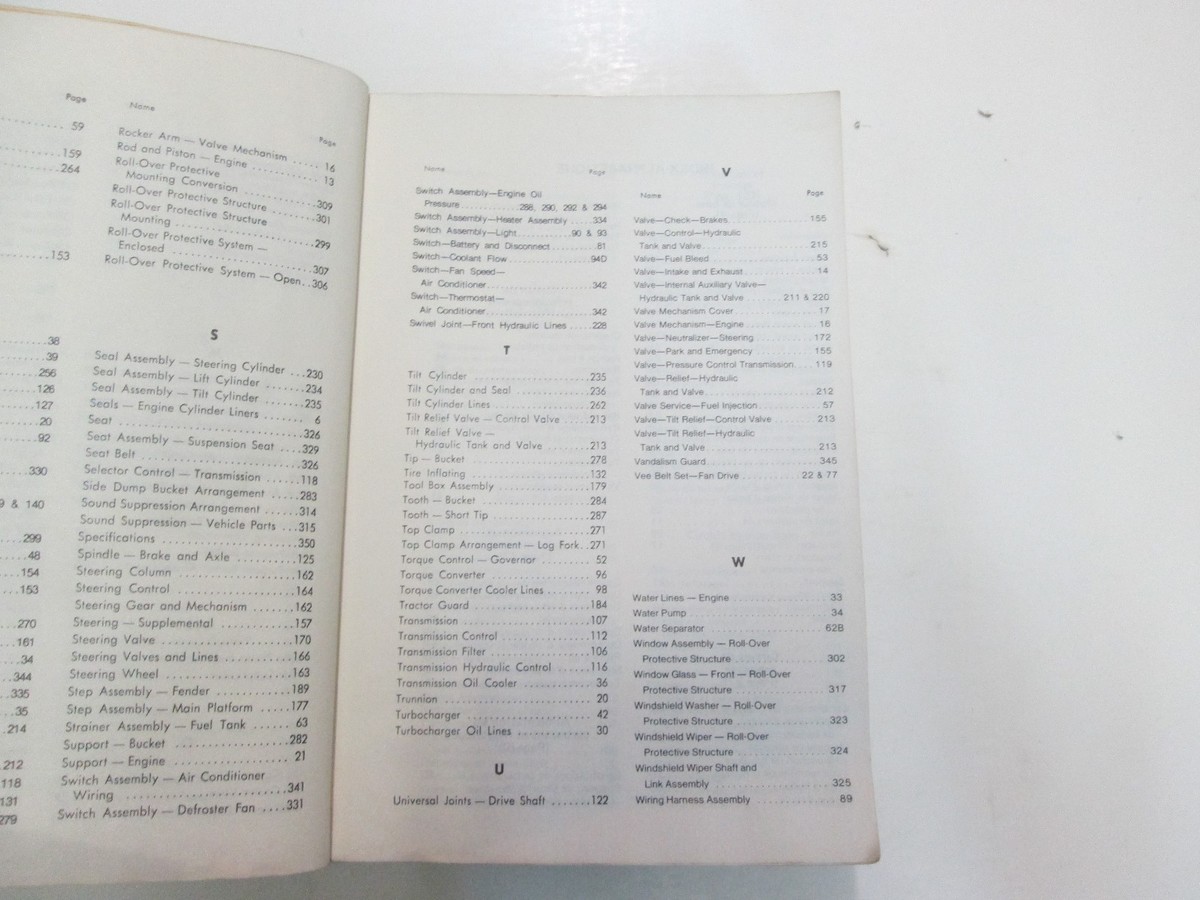 Page
59
159
264
153
38
39
256
126
127
20
92
330
9 & 140
299
48
154
153
270
161
34
344
335
35
214
212
118
131
279
Name
Page
Rocker Arm — Valve Mechanism ..... 16
Rod and Piston — Engine ........... 13
Roll-Over Protective
Mounting Conversion ............309
Roll-Over Protective Structure ........301
Roll-Over Protective Structure
Mounting ......................299
Roll-Over Protective System —
Enclosed ......................307
Roll-Over Protective System — Open..306
S
Seal Assembly — Steering Cylinder ...230
Seal Assembly — Lift Cylinder .......234
Seal Assembly — Tilt Cylinder .......235
Seals — Engine Cylinder Liners ...... 6
Seat .............................326
Seat Assembly — Suspension Seat ....329
Seat Belt .........................326
Selector Control — Transmission .....118
Side Dump Bucket Arrangement .....283
Sound Suppression Arrangement .....314
Sound Suppression — Vehicle Parts ...315
Specifications .....................350
Spindle — Brake and Axle ..........125
Steering Column ..................162
Steering Control ..................164
Steering Gear and Mechanism .......162
Steering — Supplemental ...........157
Steering Valve ....................170
Steering Valves and Lines ..........166
Steering Wheel ...................163
Step Assembly — Fender ...........189
Step Assembly — Main Platform .....177
Strainer Assembly — Fuel Tank ...... 63
Support — Bucket .................282
Support — Engine ................. 21
Switch Assembly — Air Conditioner
Wiring ........................341
Switch Assembly — Defroster Fan ....331
Name
Page
Switch Assembly—Engine Oil
Pressure .............288, 290, 292 & 294
Switch Assembly—Heater Assembly .....334
Switch Assembly—Light............90 & 93
Switch—Battery and Disconnect .......... 81
Switch—Coolant Flow....................94D
Switch—Fan Speed—
Air Conditioner........................342
Switch—Thermostat—
Air Conditioner........................342
Swivel Joint—Front Hydraulic Lines .....228
T
Tilt Cylinder .......................235
Tilt Cylinder and Seal ..............236
Tilt Cylinder Lines .................262
Tilt Relief Valve — Control Valve .....213
Tilt Relief Valve —
Hydraulic Tank and Valve ........213
Tip — Bucket .....................278
Tire Inflating .....................132
Tool Box Assembly ................179
Tooth — Bucket ...................284
Tooth — Short Tip .................287
Top Clamp .......................271
Top Clamp Arrangement — Log Fork..271
Torque Control — Governor ......... 52
Torque Converter ................. 96
Torque Converter Cooler Lines ....... 98
Tractor Guard ....................184
Transmission .....................107
Transmission Control ..............112
Transmission Filter ................106
Transmission Hydraulic Control ......116
Transmission Oil Cooler ............ 36
Trunnion ........................ 20
Turbocharger .................... 42
Turbocharger Oil Lines ............. 30
U
Universal Joints — Drive Shaft .......122
V
Name
Page
Valve—Check—Brakes.................155
Valve—Control—Hydraulic
Tank and Valve......................215
Valve—Fuel Bleed .................... 53
Valve—Intake and Exhaust............. 14
Valve—Internal Auxiliary Valve—
Hydraulic Tank and Valve ........211 & 220
Valve Mechanism Cover................ 17
Valve Mechanism—Engine.............. 16
Valve—Neutralizer—Steering ...........172
Valve—Park and Emergency ...........155
Valve—Pressure Control Transmission....119
Valve—Relief—Hydraulic
Tank and Valve......................212
Valve Service—Fuel Injection........... 57
Valve—Tilt Relief—Control Valve .......213
Valve—Tilt Relief—Hydraulic
Tank and Valve......................213
Vandalism Guard......................345
Vee Belt Set—Fan Drive ...........22 & 77
W
Water Lines — Engine ................ 33
Water Pump ........................ 34
Water Separator ....................62B
Window Assembly — Roll-Over
Protective Structure ................302
Window Glass — Front — Roll-Over
Protective Structure ................317
Windshield Washer — Roll-Over
Protective Structure ................323
Windshield Wiper — Roll-Over
Protective Structure ................324
Windshield Wiper Shaft and
Link Assembly .....................325
Wiring Harness Assembly ............. 89